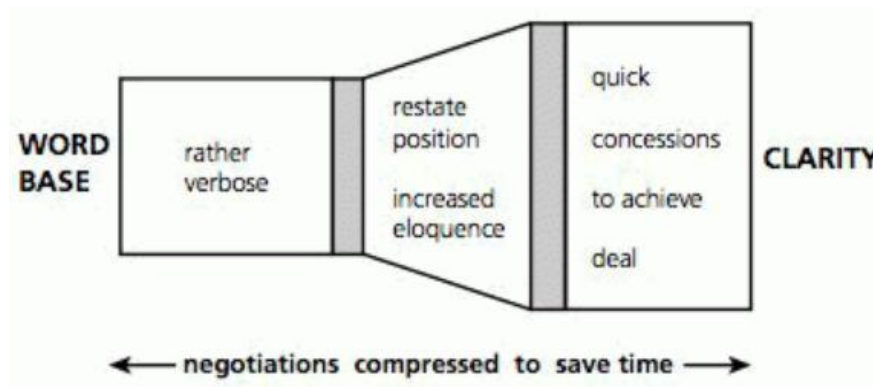 WORD
BASE
rather
verbose
restate
position
increased
eloquence
quick
concessions
to achieve
deal
CLARITY
negotiations compressed to save time